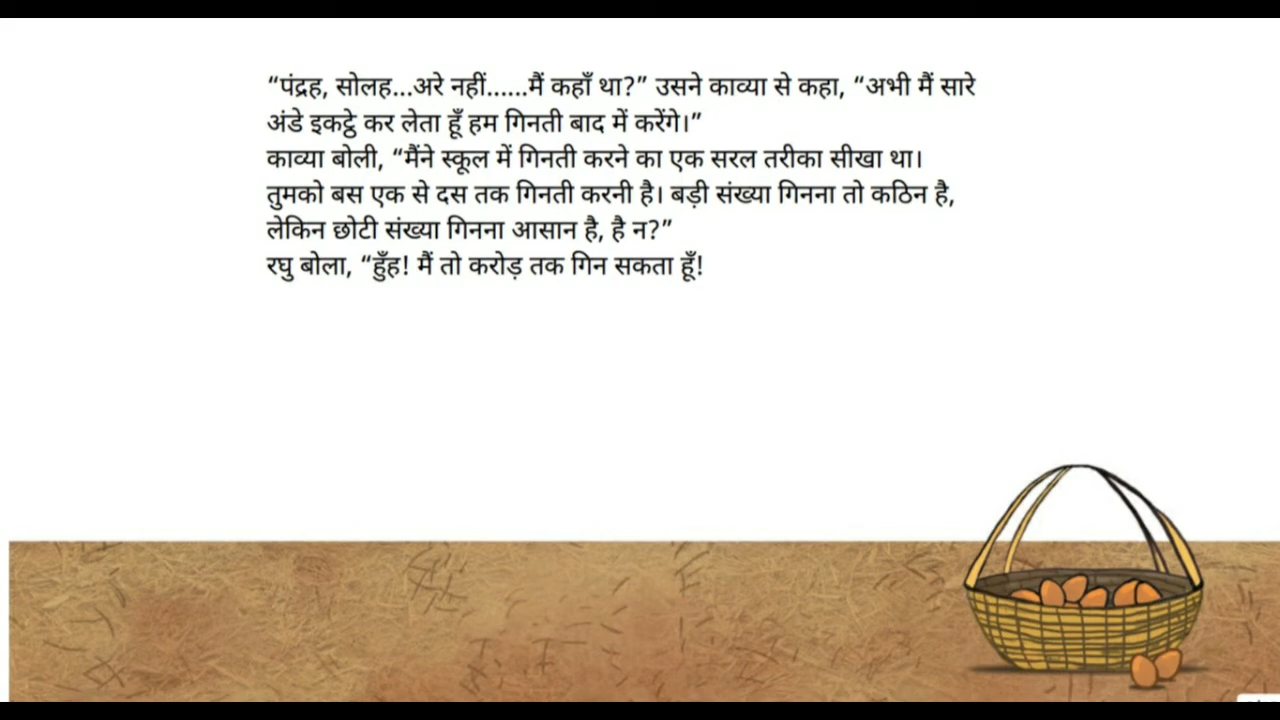 “पंद्रह, सोलह...अरे नहीं......मैं कहाँ था?” उसने काव्या से कहा, “अभी मैं सारे
अंडे इकट्ठे कर लेता हूँ हम गिनती बाद में करेंगे।”
काव्या बोली, “मैंने स्कूल में गिनती करने का एक सरल तरीका सीखा था।
तुमको बस एक से दस तक गिनती करनी है। बड़ी संख्या गिनना तो कठिन है,
लेकिन छोटी संख्या गिनना आसान है, है न?”
रघु बोला, “हुँह! मैं तो करोड़ तक गिन सकता हूँ!